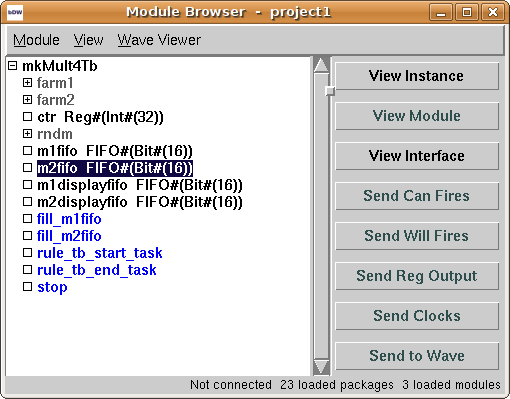 bDW
Module Browser - project1
Module View Wave Viewer
mkMult4Tb
farm1
farm2
ctr Reg#(Int#(32))
rndm
m1fifo FIFO#(Bit#(16))
m2fifo FIFO#(Bit#(16))
m1displayfifo FIFO#(Bit#(16))
m2displayfifo FIFO#(Bit#(16))
fill_m1fifo
fill_m2fifo
rule_tb_start_task
rule_tb_end_task
stop
View Instance
View Module
View Interface
Send Can Fires
Send Will Fires
Send Reg Output
Send Clocks
Send to Wave
Not connected 23 loaded packages 3 loaded modules